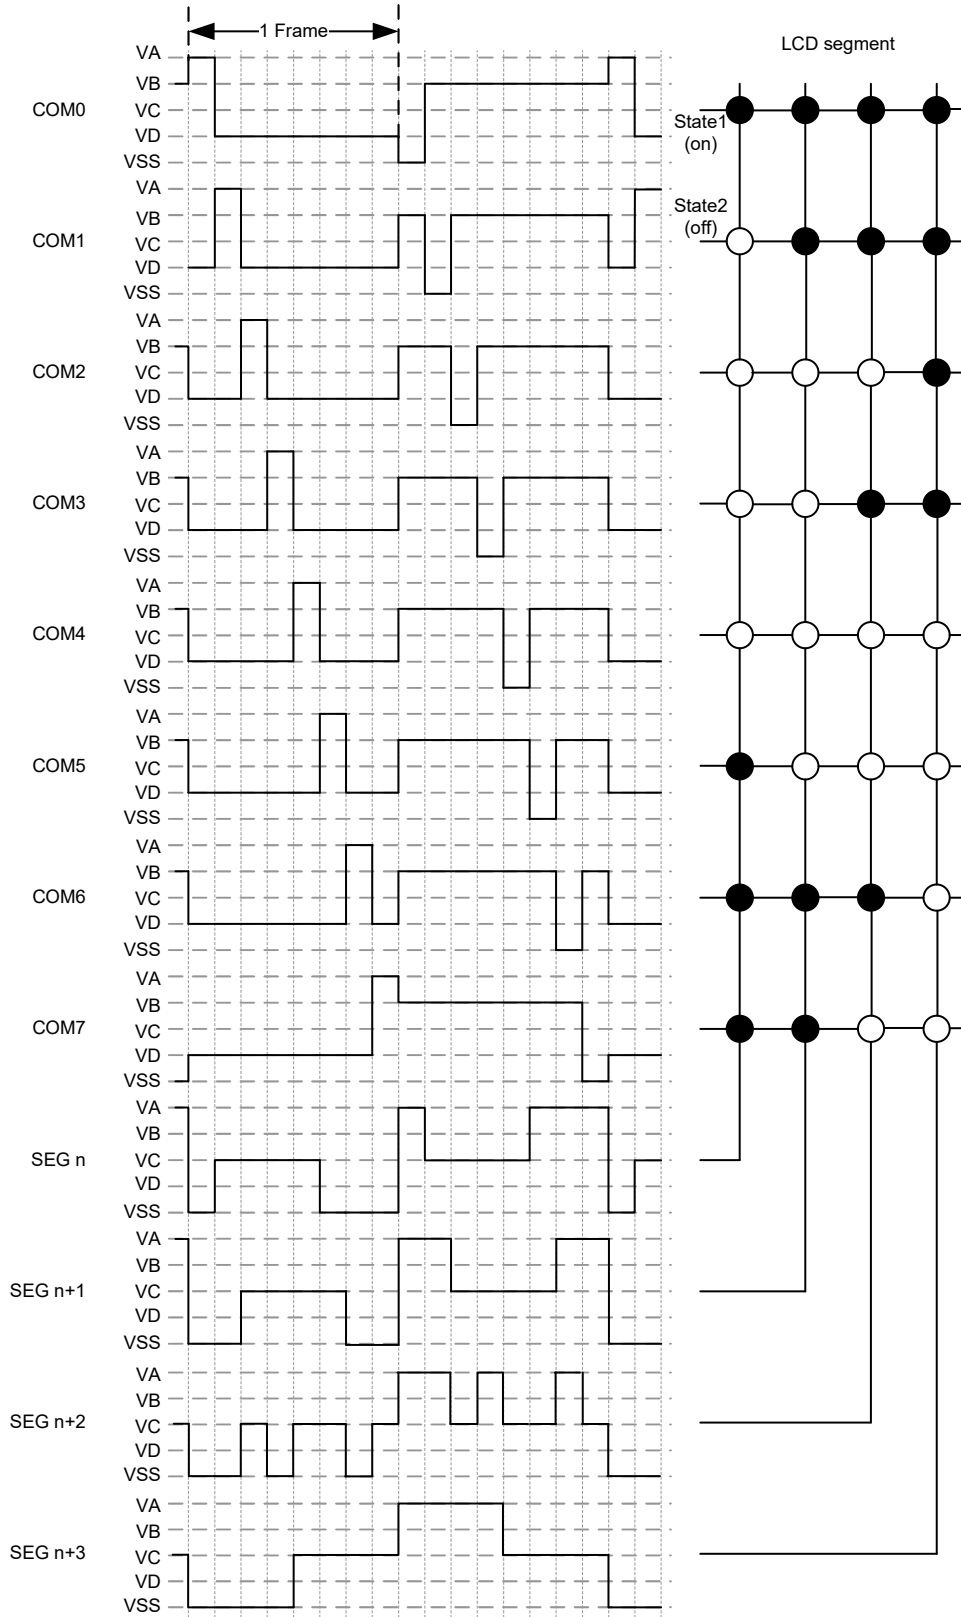 1 Frame
LCD segment
VA
VB
COM0
VC
VD
VSS
State1
(on)
VA
VB
COM1
VC
VD
VSS
State2
(off)
VA
VB
COM2
VC
VD
VSS
VA
VB
COM3
VC
VD
VSS
VA
VB
COM4
VC
VD
VSS
VA
VB
COM5
VC
VD
VSS
VA
VB
COM6
VC
VD
VSS
VA
VB
COM7
VC
VD
VSS
VA
VB
SEG n
VC
VD
VSS
VA
VB
SEG n+1
VC
VD
VSS
VA
VB
SEG n+2
VC
VD
VSS
VA
VB
SEG n+3
VC
VD
VSS